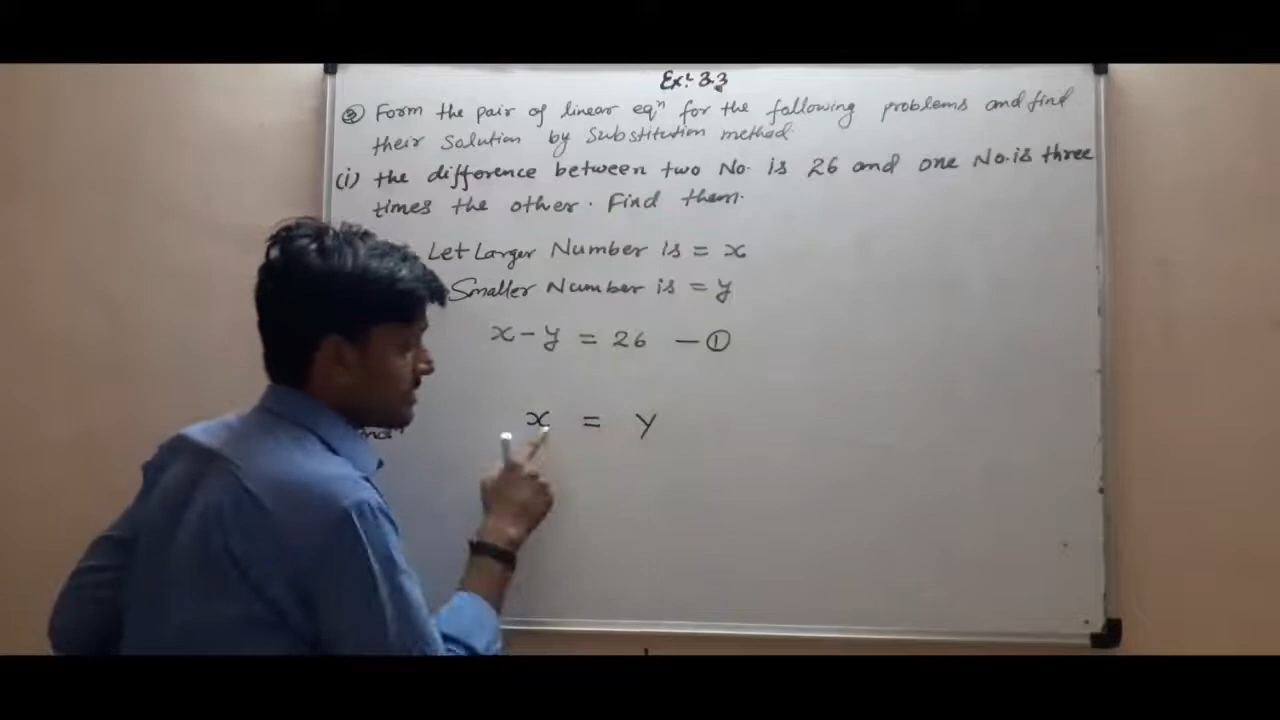 Ex:- 3.3
③ Form the pair of linear eqⁿ for the following problems and find
their solution by substitution method.
(i) the difference between two No. is 26 and one No. is three
times the other. Find them.
Let Larger Number is = x
Smaller Number is = y
x - y = 26 — ①
x = y